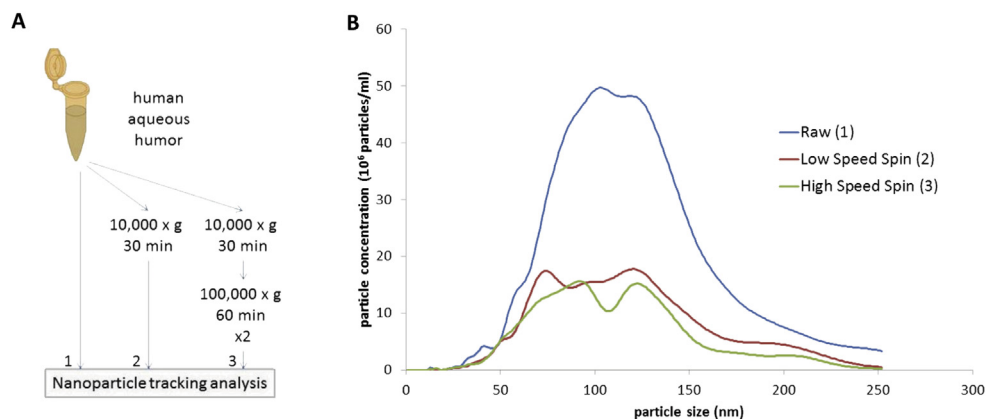 A
human
aqueous
humor
10,000 x g
30 min
10,000 x g
30 min
100,000 x g
60 min
x2
1
2
3
Nanoparticle tracking analysis
B
particle concentration (10⁶ particles/ml)
60
50
40
30
20
10
0
0 50 100 150 200 250 300
particle size (nm)
Raw (1)
Low Speed Spin (2)
High Speed Spin (3)